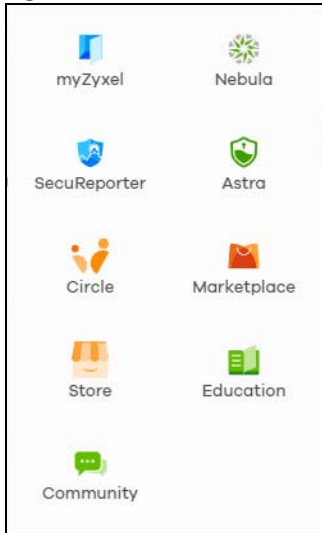 myZyxel
Nebula
SecuReporter
Astra
Circle
Marketplace
Store
Education
Community